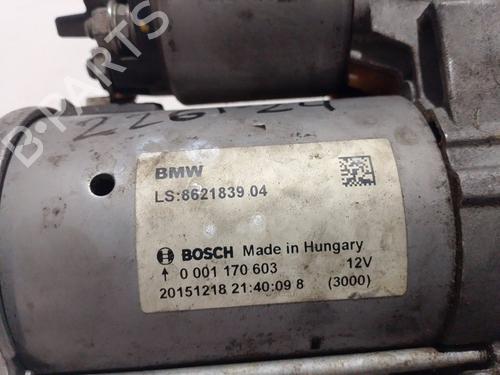 226124
BMW
LS:8621839 04
BOSCH Made in Hungary
↑ 0 001 170 603 12V
20151218 21:40:09 8 (3000)
B-PARTS